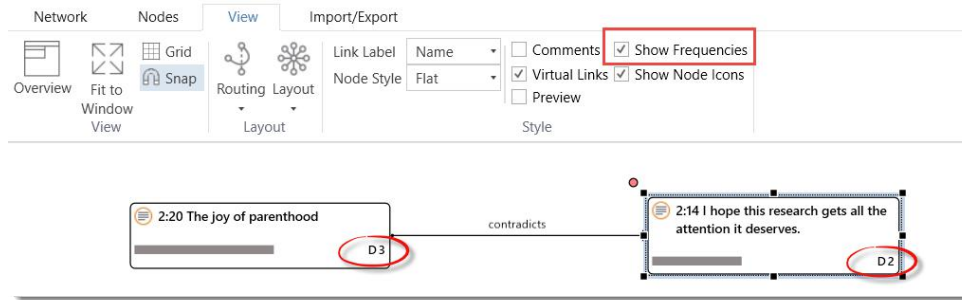 Network Nodes View Import/Export
Overview
Fit to
Window
Grid
Snap
View
Routing Layout
Layout
Link Label Name
Node Style Flat
Comments Show Frequencies
Virtual Links Show Node Icons
Preview
Style
2:20 The joy of parenthood
D 3
contradicts
2:14 I hope this research gets all the
attention it deserves.
D 2